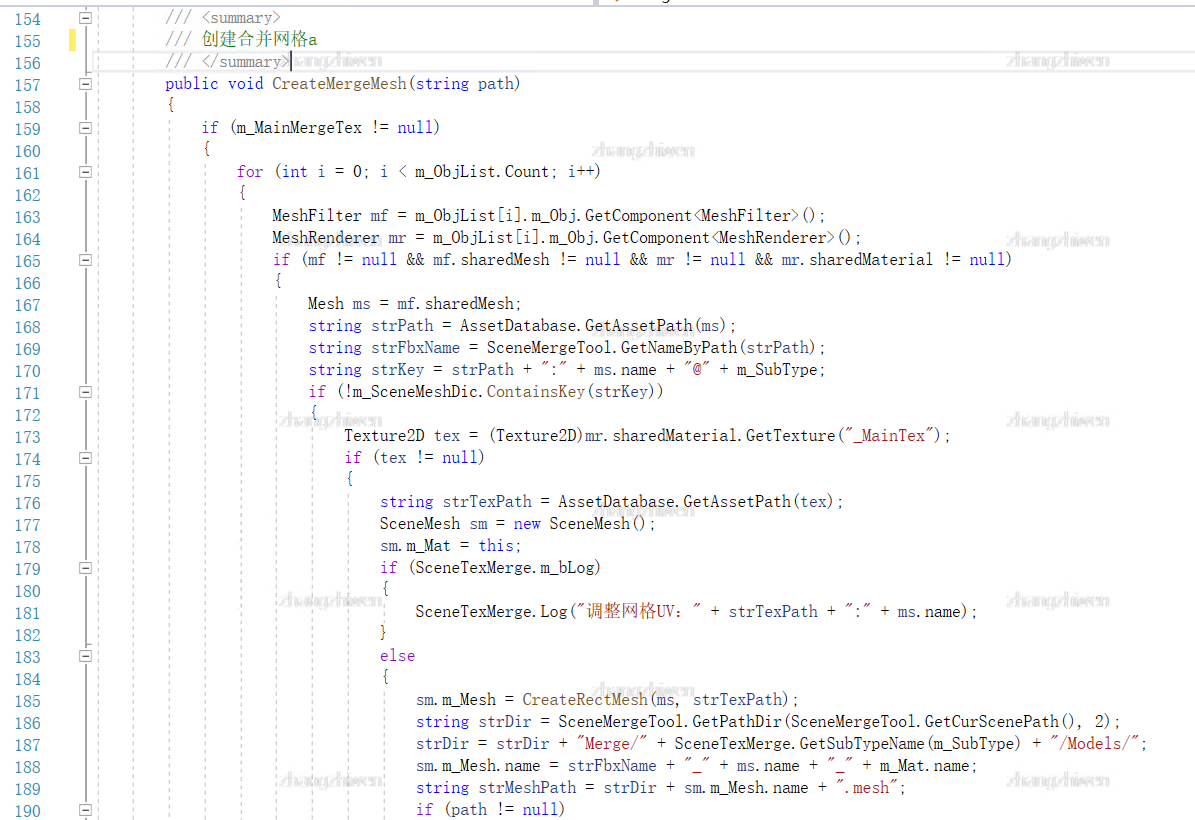 154 /// <summary>
155 /// 创建合并网格a
156 /// </summary>
157 public void CreateMergeMesh(string path)
158 {
159 if (m_MainMergeTex != null)
160 {
161 for (int i = 0; i < m_ObjList.Count; i++)
162 {
163 MeshFilter mf = m_ObjList[i].m_Obj.GetComponent<MeshFilter>();
164 MeshRenderer mr = m_ObjList[i].m_Obj.GetComponent<MeshRenderer>();
165 if (mf != null && mf.sharedMesh != null && mr != null && mr.sharedMaterial != null)
166 {
167 Mesh ms = mf.sharedMesh;
168 string strPath = AssetDatabase.GetAssetPath(ms);
169 string strFbxName = SceneMergeTool.GetNameByPath(strPath);
170 string strKey = strPath + ":" + ms.name + "@" + m_SubType;
171 if (!m_SceneMeshDic.ContainsKey(strKey))
172 {
173 Texture2D tex = (Texture2D)mr.sharedMaterial.GetTexture("_MainTex");
174 if (tex != null)
175 {
176 string strTexPath = AssetDatabase.GetAssetPath(tex);
177 SceneMesh sm = new SceneMesh();
178 sm.m_Mat = this;
179 if (SceneTexMerge.m_bLog)
180 {
181 SceneTexMerge.Log("调整网格UV：" + strTexPath + ":" + ms.name);
182 }
183 else
184 {
185 sm.m_Mesh = CreateRectMesh(ms, strTexPath);
186 string strDir = SceneMergeTool.GetPathDir(SceneMergeTool.GetCurScenePath(), 2);
187 strDir = strDir + "Merge/" + SceneTexMerge.GetSubTypeName(m_SubType) + "/Models/";
188 sm.m_Mesh.name = strFbxName + "_" + ms.name + "_" + m_Mat.name;
189 string strMeshPath = strDir + sm.m_Mesh.name + ".mesh";
190 if (path != null)